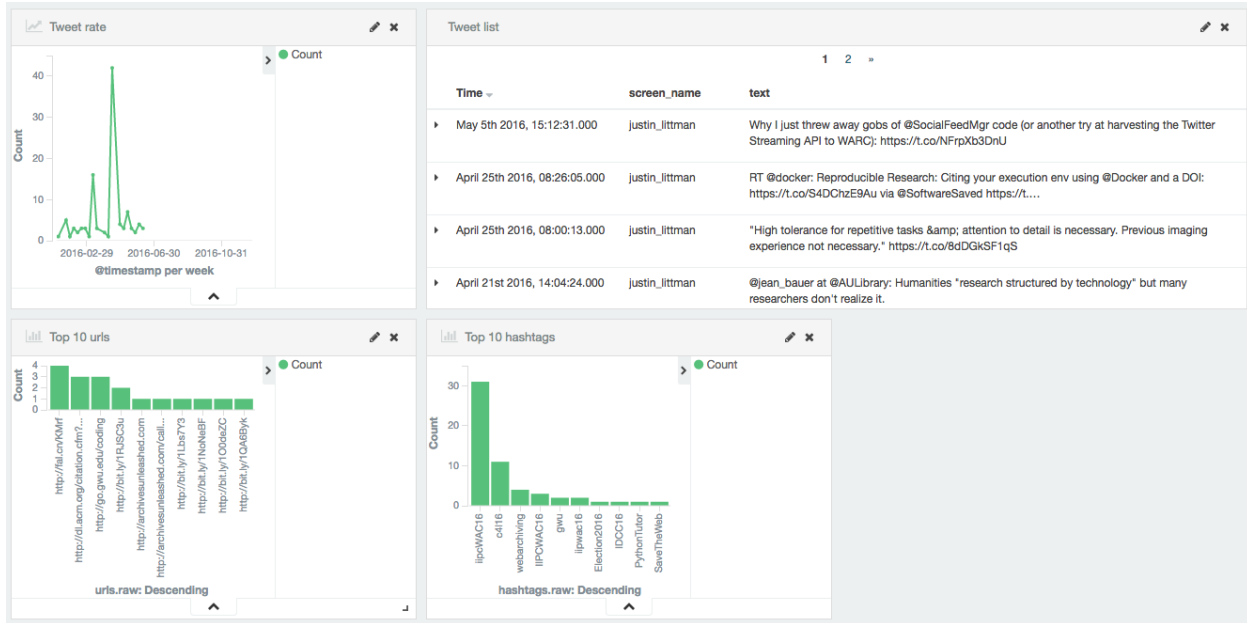 Tweet rate
Count
40
30
20
10
0
Count
2016-02-29 2016-06-30 2016-10-31
@timestamp per week
Tweet list
1 2 »
Time screen_name text
May 5th 2016, 15:12:31.000 justin_littman Why I just threw away gobs of @SocialFeedMgr code (or another try at harvesting the Twitter
Streaming API to WARC): https://t.co/NFrpXb3DnU
April 25th 2016, 08:26:05.000 justin_littman RT @docker: Reproducible Research: Citing your execution env using @Docker and a DOI:
https://t.co/S4DChzE9Au via @SoftwareSaved https://t.…
April 25th 2016, 08:00:13.000 justin_littman "High tolerance for repetitive tasks &amp; attention to detail is necessary. Previous imaging
experience not necessary." https://t.co/8dDGkSF1qS
April 21st 2016, 14:04:24.000 justin_littman @jean_bauer at @AULibrary: Humanities "research structured by technology" but many
researchers don't realize it.
Top 10 urls
Count
4
3
2
1
0
Count
http://fal.cn/KMrf
http://dl.acm.org/citation.cfm?...
http://go.gwu.edu/coding
http://bit.ly/1RJSC3u
http://archivesunleashed.com
http://archivesunleashed.com/call...
http://bit.ly/1Lbs7Y3
http://bit.ly/1NoNeBF
http://bit.ly/1O0deZC
http://bit.ly/1QA6Byk
urls.raw: Descending
Top 10 hashtags
Count
30
20
10
0
Count
iipcWAC16
c4l16
webarchiving
IIPCWAC16
gwu
iipwac16
Election2016
IDCC16
PythonTutor
SaveTheWeb
hashtags.raw: Descending